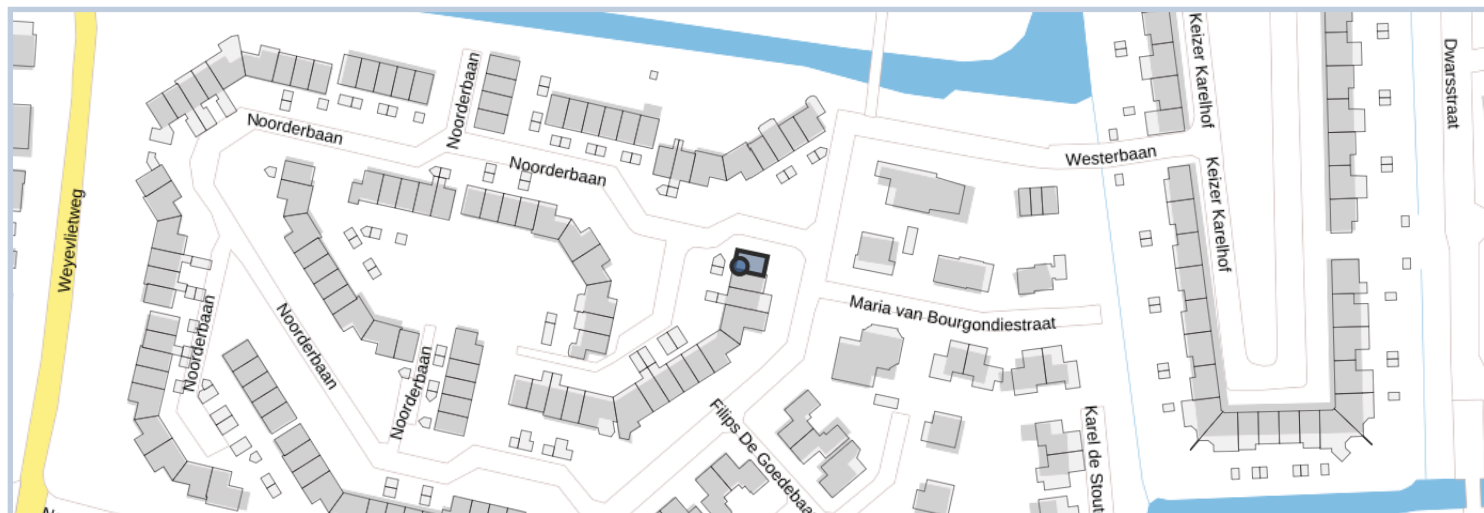 Keizer Karelhof
Dwarsstraat
Noorderbaan
Noorderbaan
Noorderbaan
Westerbaan
Keizer Karelhof
Weyevlietweg
Noorderbaan
Noorderbaan
Maria van Bourgondiestraat
Noorderbaan
Filips De Goedebaa
Karel de Stout